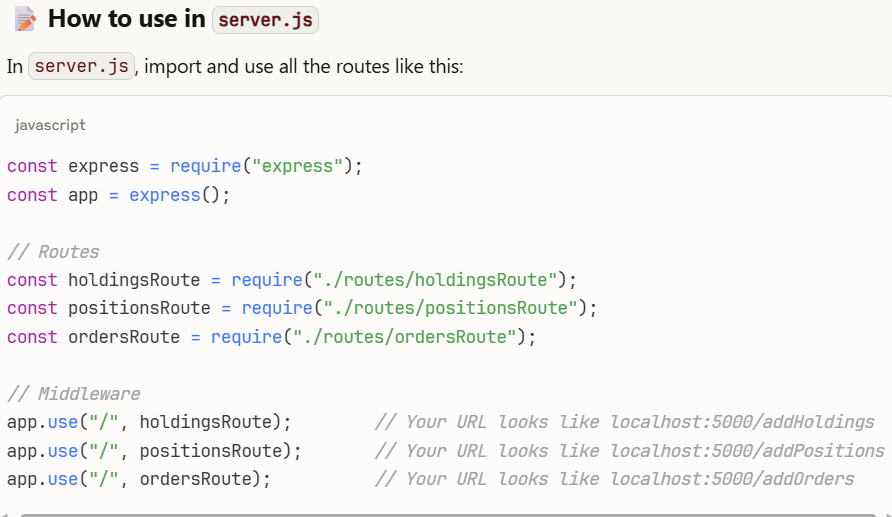 📝 How to use in server.js
In server.js, import and use all the routes like this:
javascript
const express = require("express");
const app = express();
// Routes
const holdingsRoute = require("./routes/holdingsRoute");
const positionsRoute = require("./routes/positionsRoute");
const ordersRoute = require("./routes/ordersRoute");
// Middleware
app.use("/", holdingsRoute);        // Your URL looks like localhost:5000/addHoldings
app.use("/", positionsRoute);       // Your URL looks like localhost:5000/addPositions
app.use("/", ordersRoute);          // Your URL looks like localhost:5000/addOrders